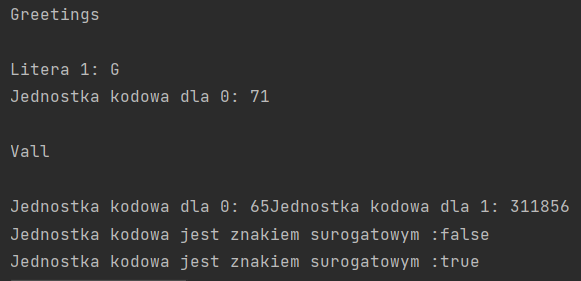 Greetings
Litera 1: G
Jednostka kodowa dla 0: 71
Vall
Jednostka kodowa dla 0: 65Jednostka kodowa dla 1: 311856
Jednostka kodowa jest znakiem surogatowym :false
Jednostka kodowa jest znakiem surogatowym :true